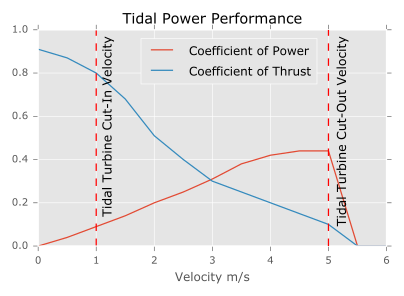 Tidal Power Performance
1.0
0.8
0.6
0.4
0.2
0.0
Coefficient of Power
Coefficient of Thrust
Tidal Turbine Cut-In Velocity
Tidal Turbine Cut-Out Velocity
0 1 2 3 4 5 6
Velocity m/s